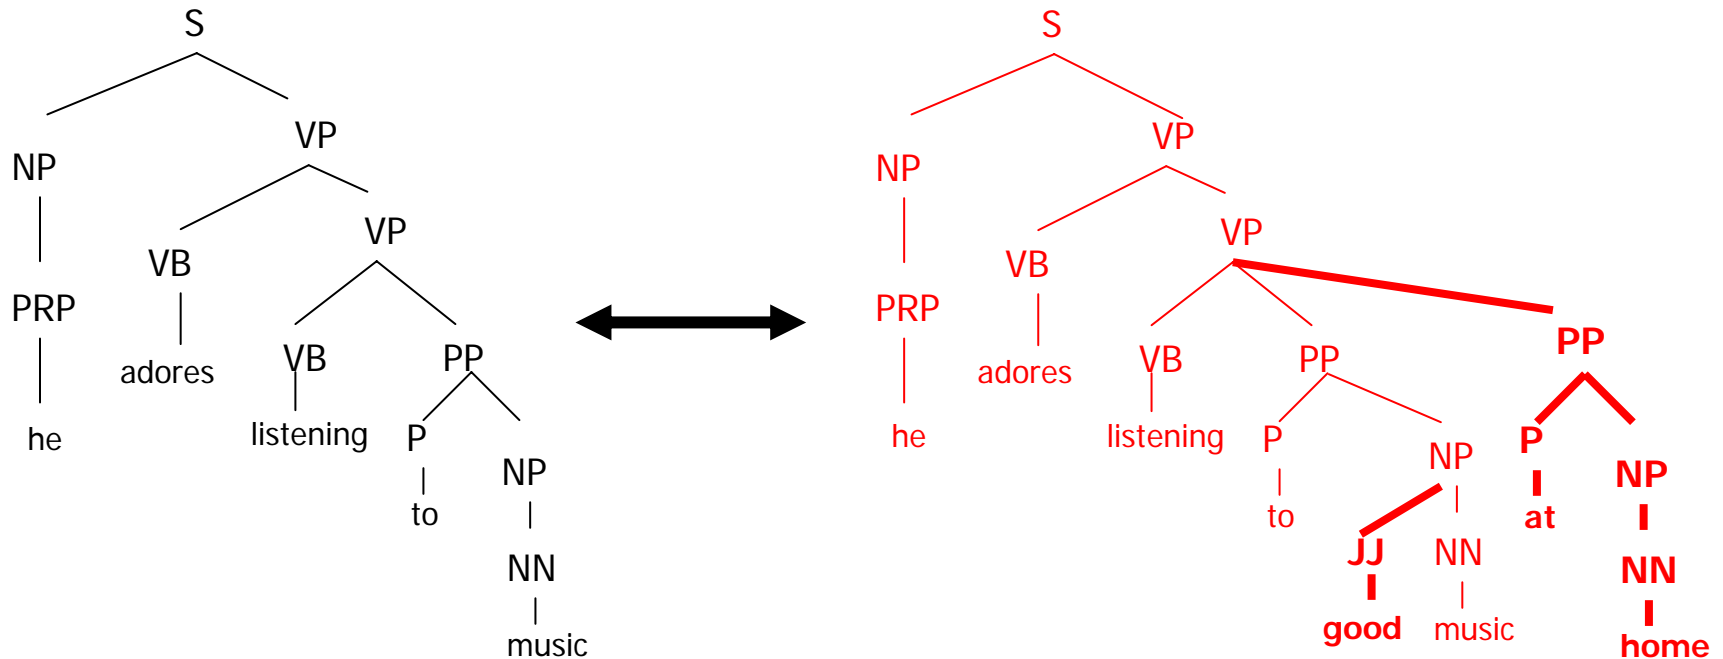 S S
VP VP
NP NP
VP VP
VB VB
PRP PRP
PP
VB PP VB PP
adores adores
he listening P he listening P P
NP NP NP
to to at
JJ NN
NN NN
good music
music home